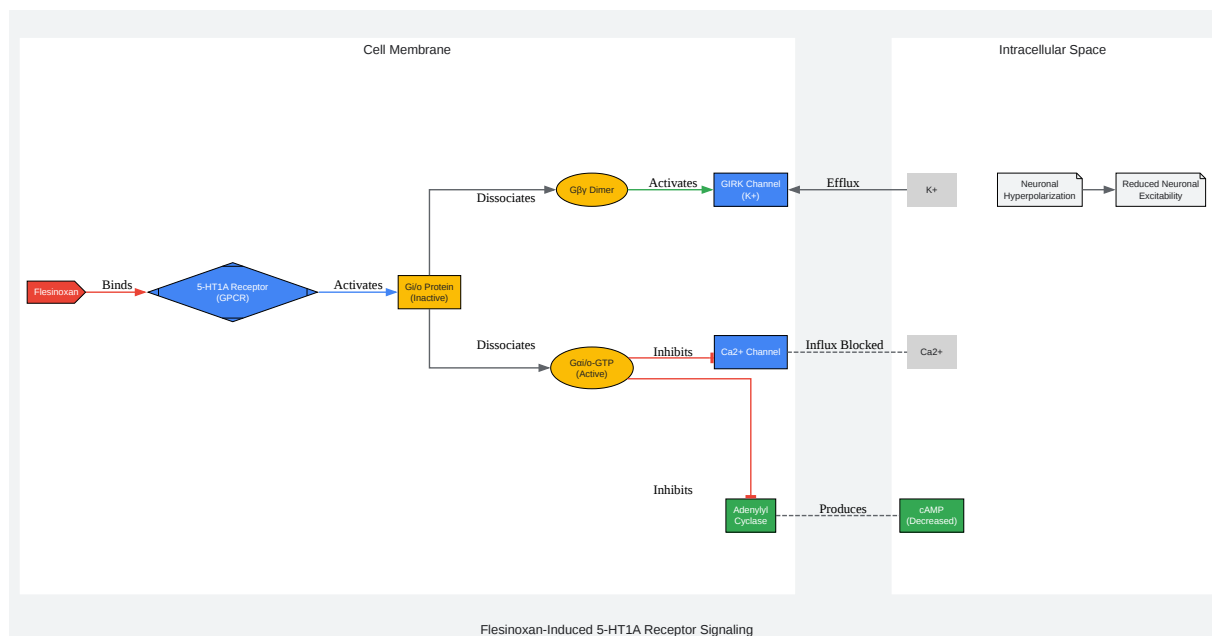 Cell Membrane
Intracellular Space
Flesinoxan
Binds
5-HT1A Receptor
(GPCR)
Activates
Gi/o Protein
(Inactive)
Dissociates
Gβγ Dimer
Activates
GIRK Channel
(K+)
Efflux
K+
Neuronal
Hyperpolarization
Reduced Neuronal
Excitability
Dissociates
Gαi/o-GTP
(Active)
Inhibits
Ca2+ Channel
Influx Blocked
Ca2+
Inhibits
Adenylyl
Cyclase
Produces
cAMP
(Decreased)
Flesinoxan-Induced 5-HT1A Receptor Signaling